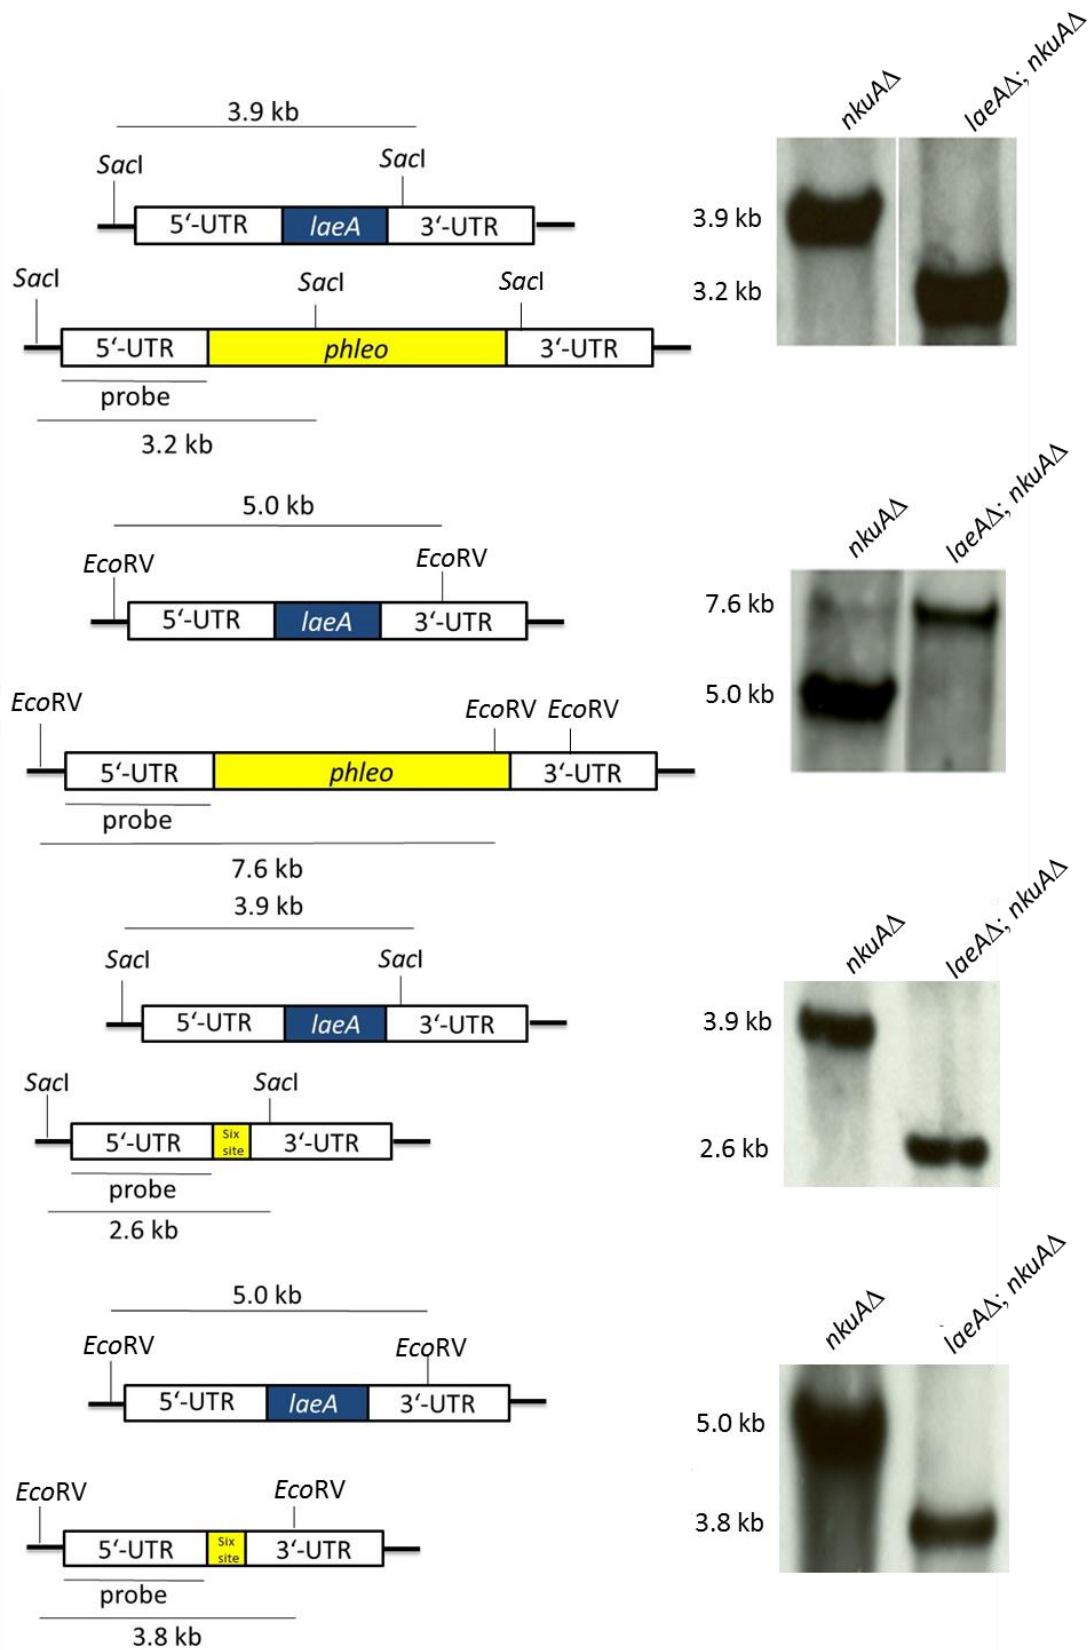 nkuAΔ
laeAΔ; nkuAΔ
3.9 kb
SacI SacI
5‘-UTR laeA 3‘-UTR
3.9 kb
3.2 kb
SacI SacI SacI
5‘-UTR phleo 3‘-UTR
probe
3.2 kb
5.0 kb
nkuAΔ
laeAΔ; nkuAΔ
EcoRV EcoRV
5‘-UTR laeA 3‘-UTR
7.6 kb
5.0 kb
EcoRV EcoRV EcoRV
5‘-UTR phleo 3‘-UTR
probe
7.6 kb
3.9 kb
nkuAΔ
laeAΔ; nkuAΔ
SacI SacI
5‘-UTR laeA 3‘-UTR
3.9 kb
2.6 kb
SacI SacI
5‘-UTR Six site 3‘-UTR
probe
2.6 kb
5.0 kb
nkuAΔ
laeAΔ; nkuAΔ
EcoRV EcoRV
5‘-UTR laeA 3‘-UTR
5.0 kb
3.8 kb
EcoRV EcoRV
5‘-UTR Six site 3‘-UTR
probe
3.8 kb